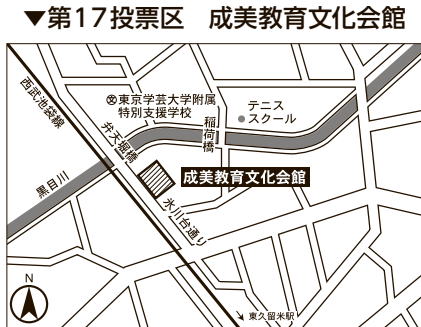 ▼第17投票区　成美教育文化会館
西武池袋線
㊛東京学芸大学附属
特別支援学校
テニス
スクール
稲荷橋
弁天堀橋
成美教育文化会館
黒目川
氷川台通り
N
東久留米駅